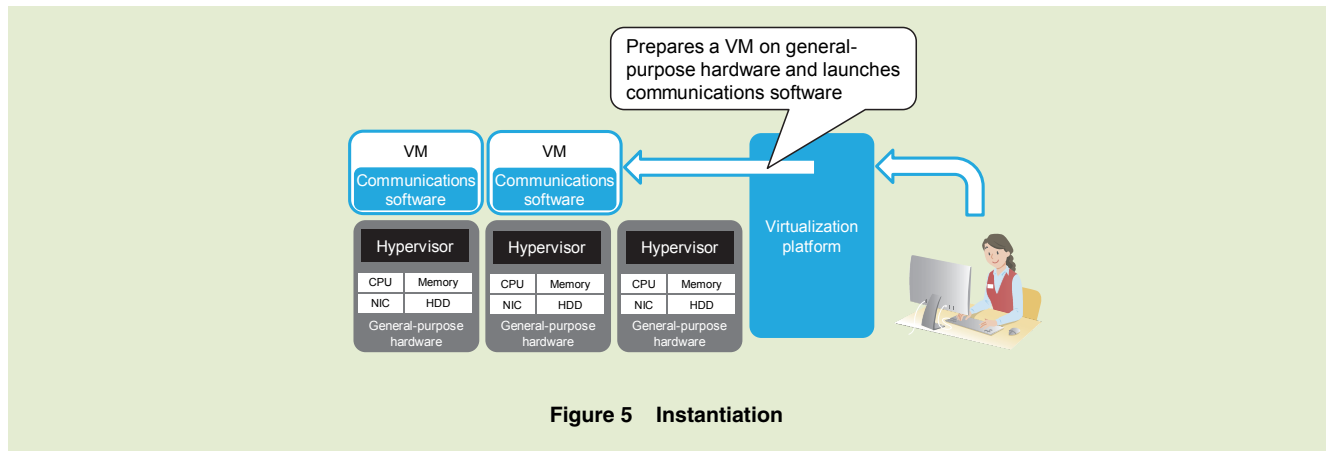 Prepares a VM on general-
purpose hardware and launches
communications software
VM
Communications
software
VM
Communications
software
Virtualization
platform
Hypervisor
CPU Memory
NIC HDD
General-purpose
hardware
Hypervisor
CPU Memory
NIC HDD
General-purpose
hardware
Hypervisor
CPU Memory
NIC HDD
General-purpose
hardware
Figure 5 Instantiation